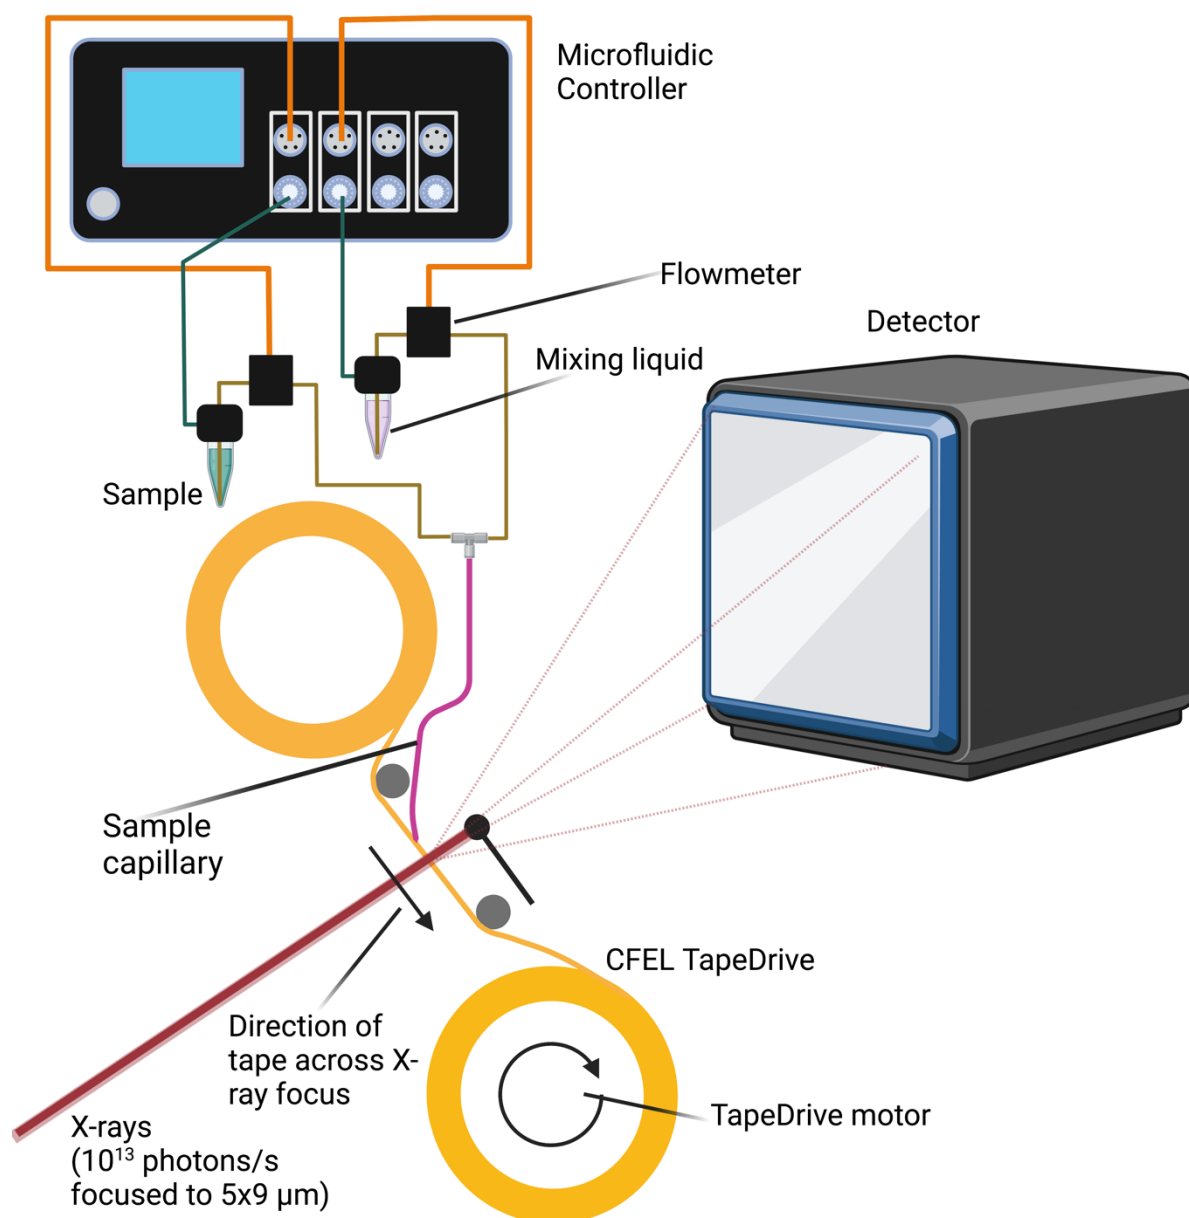 Microfluidic
Controller
Flowmeter
Detector
Mixing liquid
Sample
Sample
capillary
CFEL TapeDrive
Direction of
tape across X-
ray focus
TapeDrive motor
X-rays
(10¹³ photons/s
focused to 5x9 µm)